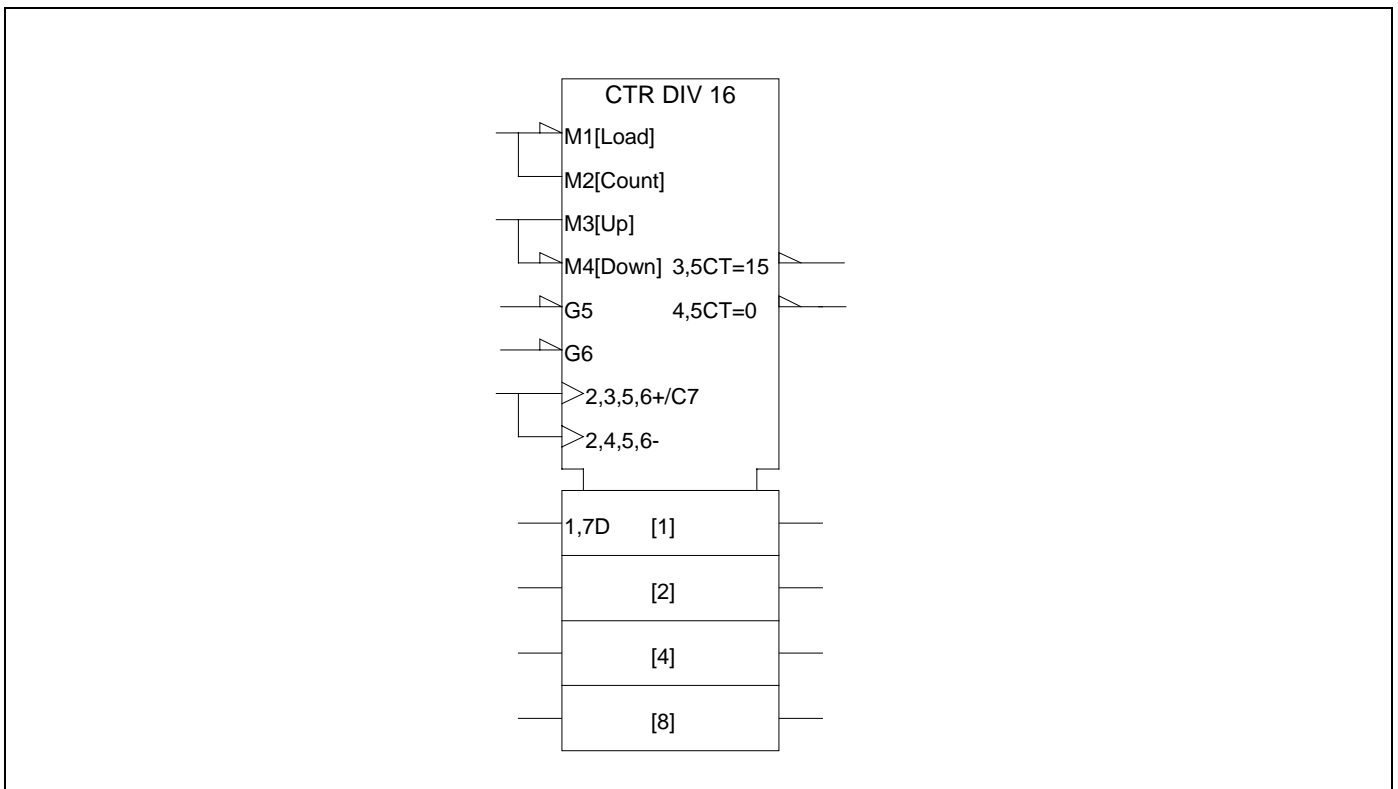 CTR DIV 16
M1[Load]
M2[Count]
M3[Up]
M4[Down] 3,5CT=15
G5 4,5CT=0
G6
2,3,5,6+/C7
2,4,5,6-
1,7D [1]
[2]
[4]
[8]